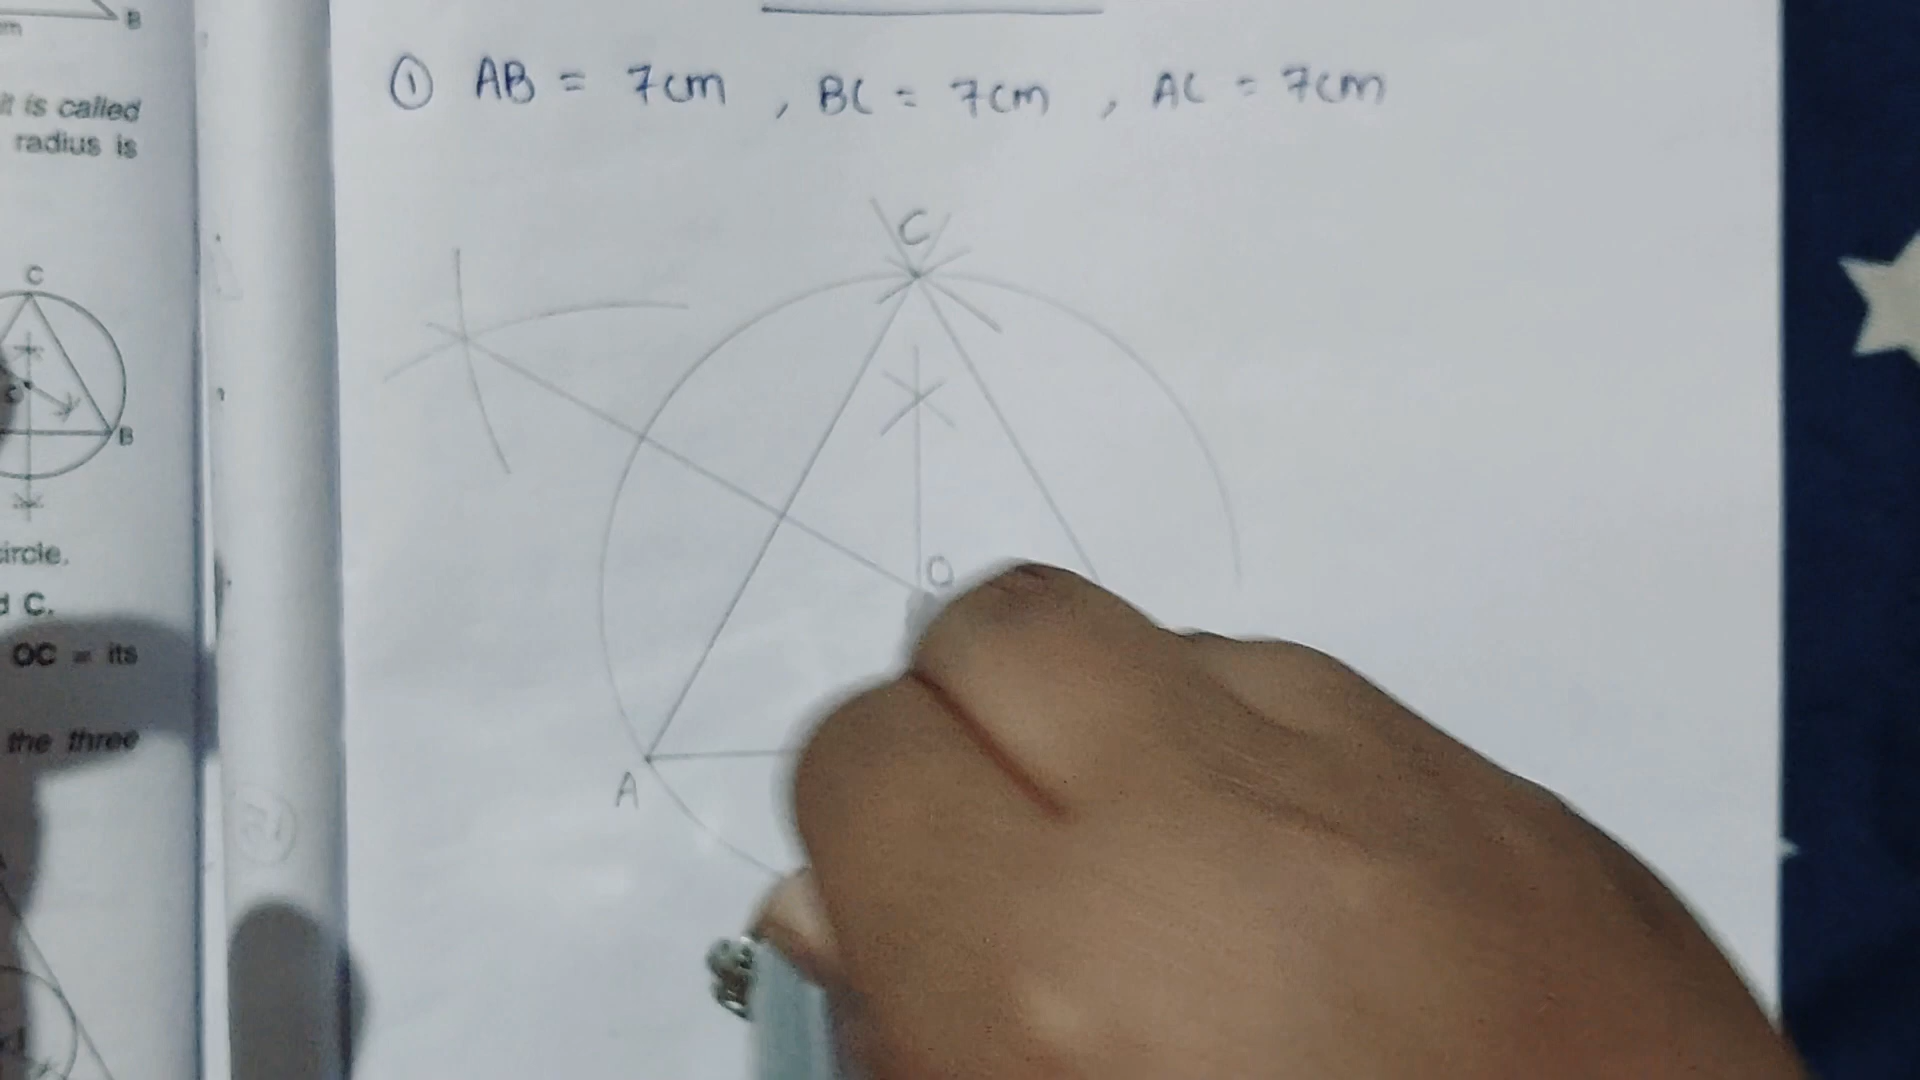 m B
it is called
radius is
C
B
circle.
d C.
OC = its
the three
① AB = 7cm , BC = 7cm , AC = 7cm
C
O
A